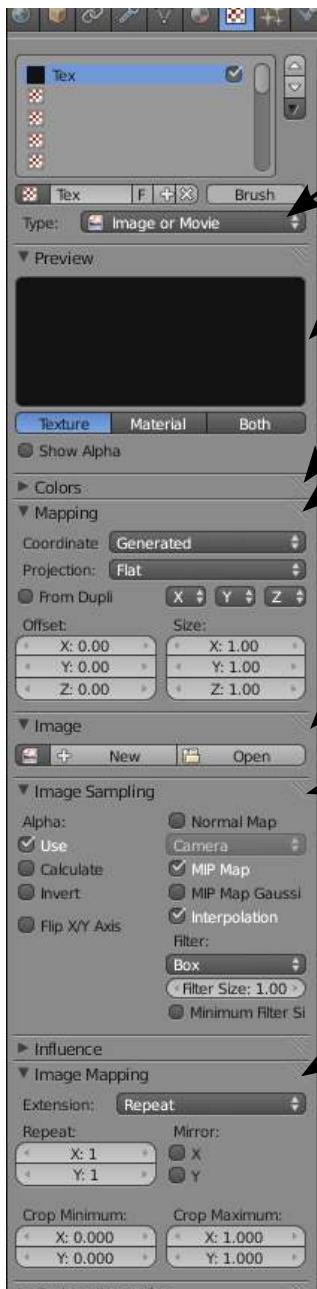 Tex
Tex F Brush
Type: Image or Movie
Preview
Texture Material Both
Show Alpha
Colors
Mapping
Coordinate Generated
Projection: Flat
From Dupli X Y Z
Offset: Size:
X: 0.00 X: 1.00
Y: 0.00 Y: 1.00
Z: 0.00 Z: 1.00
Image
New Open
Image Sampling
Alpha: Normal Map
Use Camera
Calculate MIP Map
Invert MIP Map Gaussi
Flip X/Y Axis Interpolation
Filter:
Box
Filter Size: 1.00
Minimum Filter Si
Influence
Image Mapping
Extension: Repeat
Repeat: Mirror:
X: 1 X
Y: 1 Y
Crop Minimum: Crop Maximum:
X: 0.000 X: 1.000
Y: 0.000 Y: 1.000